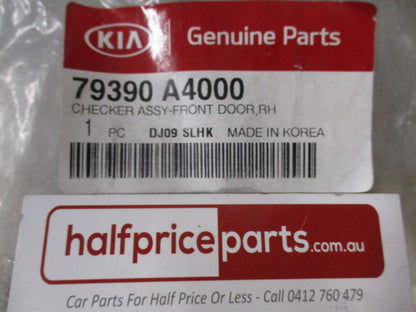 KIA Genuine Parts
79390 A4000
CHECKER ASSY-FRONT DOOR,RH
1 PC DJ09 SLHK MADE IN KOREA
halfpriceparts.com.au
Car Parts For Half Price Or Less - Call 0412 760 479